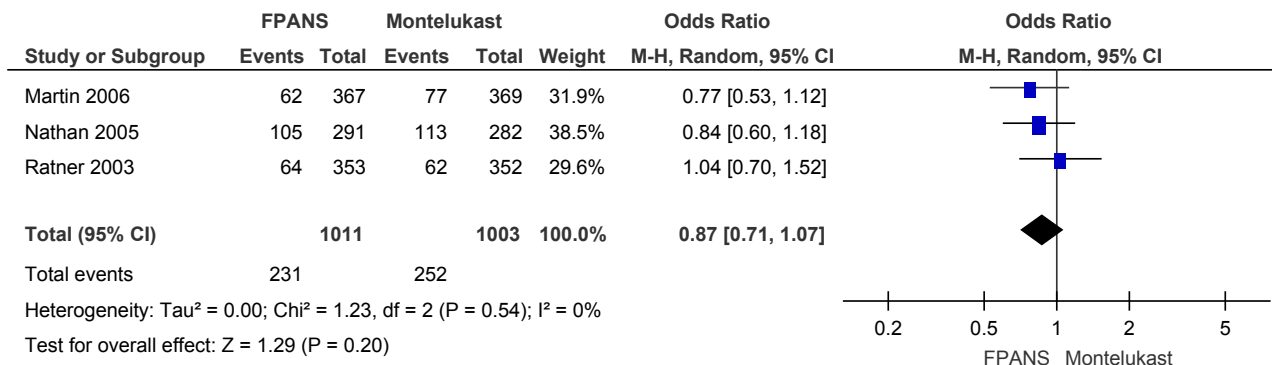 FPANS Montelukast Odds Ratio Odds Ratio
Study or Subgroup Events Total Events Total Weight M-H, Random, 95% CI M-H, Random, 95% CI
Martin 2006 62 367 77 369 31.9% 0.77 [0.53, 1.12]
Nathan 2005 105 291 113 282 38.5% 0.84 [0.60, 1.18]
Ratner 2003 64 353 62 352 29.6% 1.04 [0.70, 1.52]
Total (95% CI) 1011 1003 100.0% 0.87 [0.71, 1.07]
Total events 231 252
Heterogeneity: Tau² = 0.00; Chi² = 1.23, df = 2 (P = 0.54); I² = 0%
Test for overall effect: Z = 1.29 (P = 0.20)
0.2 0.5 1 2 5
FPANS Montelukast